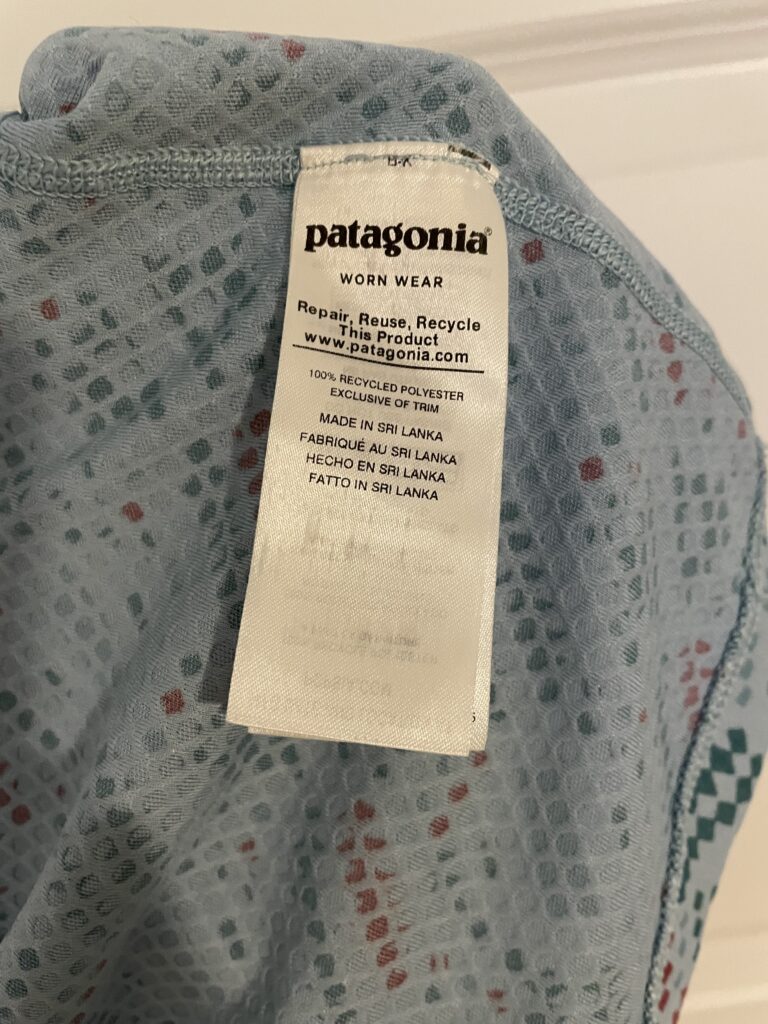 patagonia®
WORN WEAR
Repair, Reuse, Recycle
This Product
www.patagonia.com
100% RECYCLED POLYESTER
EXCLUSIVE OF TRIM
MADE IN SRI LANKA
FABRIQUÉ AU SRI LANKA
HECHO EN SRI LANKA
FATTO IN SRI LANKA